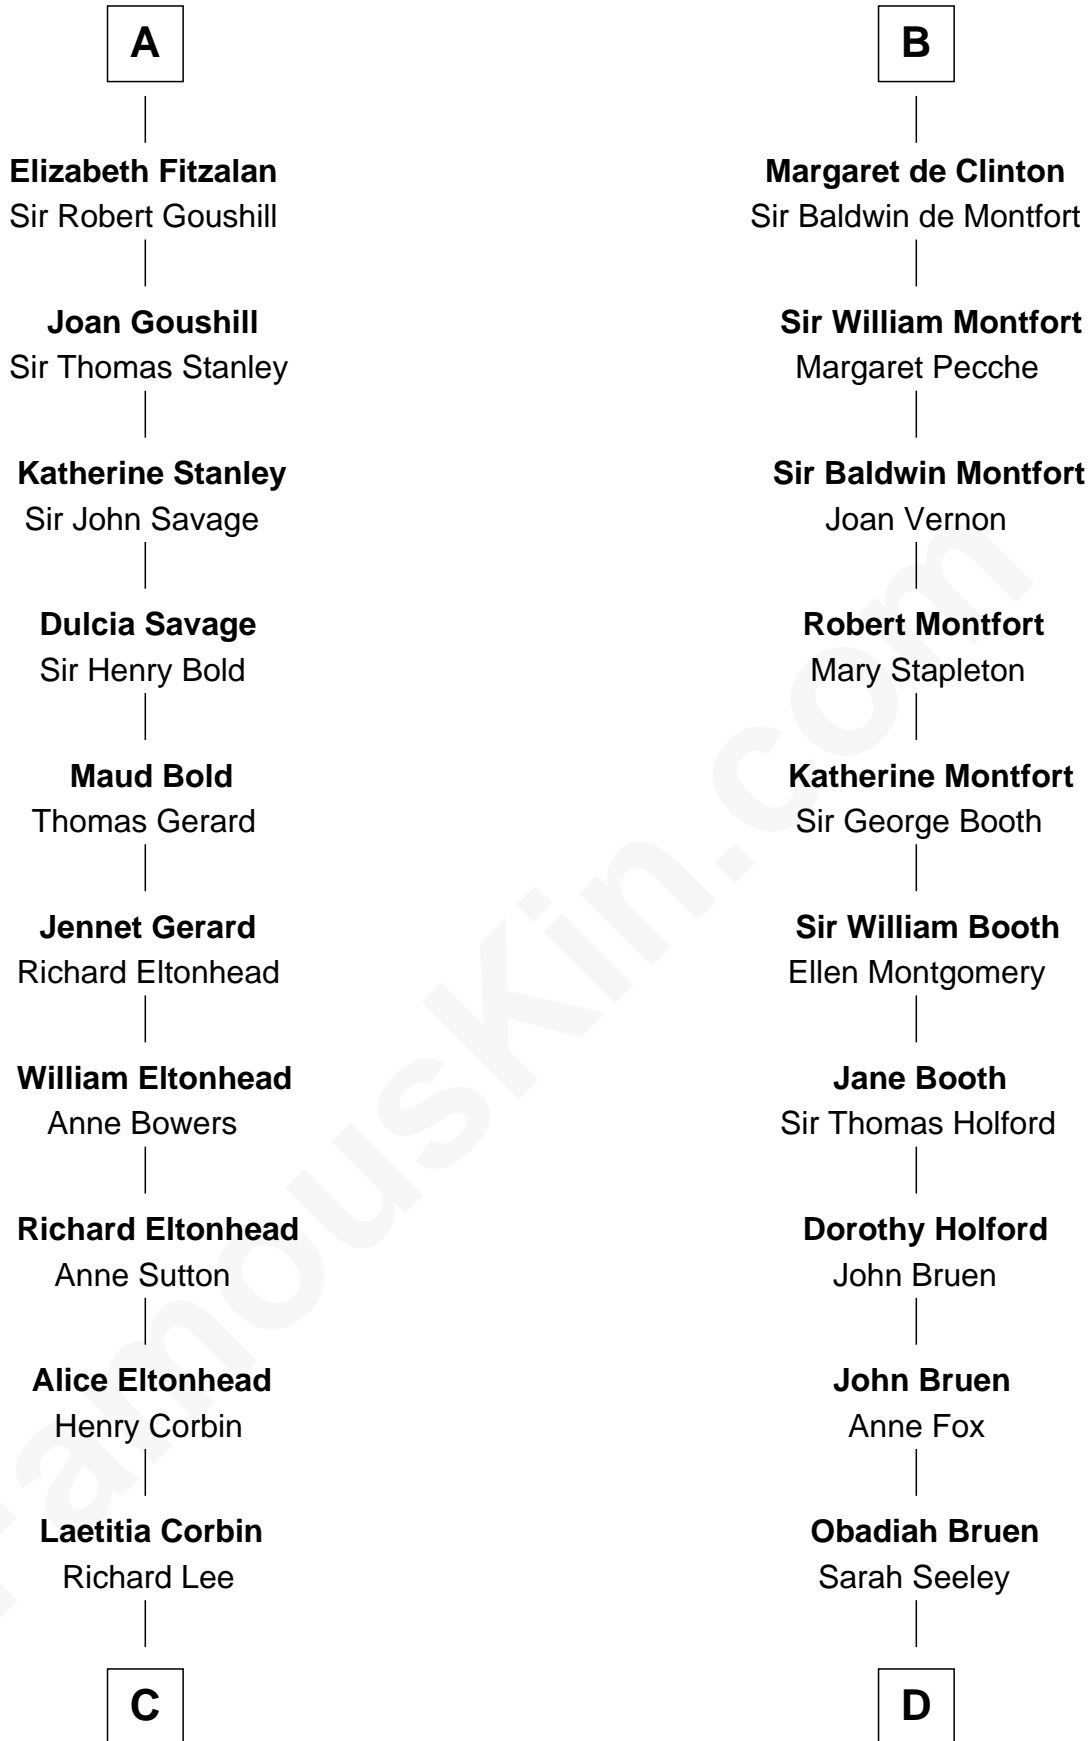 A
Elizabeth Fitzalan
Sir Robert Goushill
Joan Goushill
Sir Thomas Stanley
Katherine Stanley
Sir John Savage
Dulcia Savage
Sir Henry Bold
Maud Bold
Thomas Gerard
Jennet Gerard
Richard Eltonhead
William Eltonhead
Anne Bowers
Richard Eltonhead
Anne Sutton
Alice Eltonhead
Henry Corbin
Laetitia Corbin
Richard Lee
C
B
Margaret de Clinton
Sir Baldwin de Montfort
Sir William Montfort
Margaret Pecche
Sir Baldwin Montfort
Joan Vernon
Robert Montfort
Mary Stapleton
Katherine Montfort
Sir George Booth
Sir William Booth
Ellen Montgomery
Jane Booth
Sir Thomas Holford
Dorothy Holford
John Bruen
John Bruen
Anne Fox
Obadiah Bruen
Sarah Seeley
D
FamousKin.com